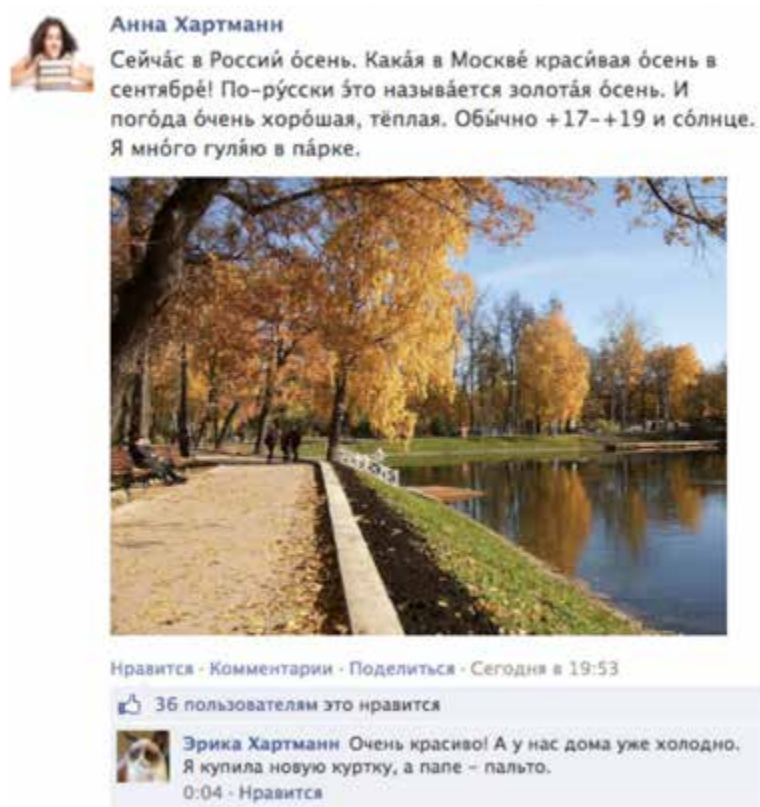 Анна Хартманн
Сейча́с в Росси́и о́сень. Кака́я в Москве́ краси́вая о́сень в
сентябре́! По-ру́сски э́то называ́ется золота́я о́сень. И
пого́да о́чень хоро́шая, тёплая. Обы́чно +17–+19 и со́лнце.
Я мно́го гуля́ю в па́рке.
Нравится · Комментарии · Поделиться · Сегодня в 19:53
36 пользователям это нравится
Эрика Хартманн Очень красиво! А у нас дома уже холодно.
Я купила новую куртку, а папе – пальто.
0:04 · Нравится